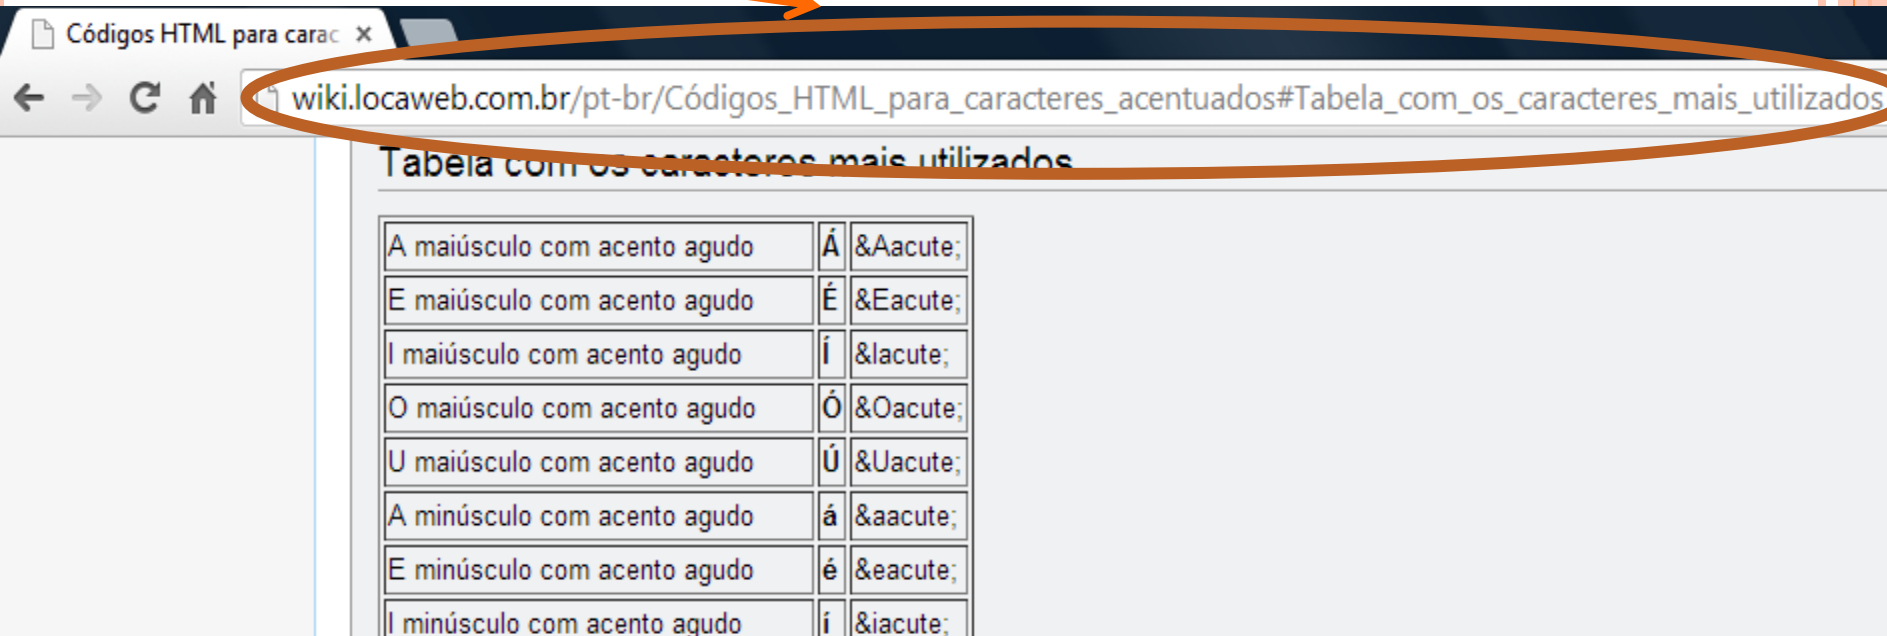 Códigos HTML para carac
wiki.locaweb.com.br/pt-br/Códigos_HTML_para_caracteres_acentuados#Tabela_com_os_caracteres_mais_utilizados
Tabela com os caracteres mais utilizados
A maiúsculo com acento agudo Á &Aacute;
E maiúsculo com acento agudo É &Eacute;
I maiúsculo com acento agudo Í &Iacute;
O maiúsculo com acento agudo Ó &Oacute;
U maiúsculo com acento agudo Ú &Uacute;
A minúsculo com acento agudo á &aacute;
E minúsculo com acento agudo é &eacute;
I minúsculo com acento agudo í &iacute;